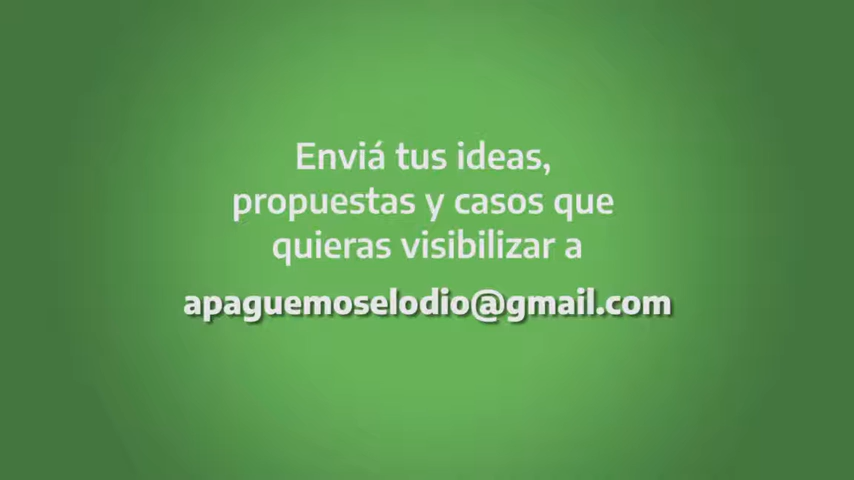 Enviá tus ideas,
propuestas y casos que
quieras visibilizar a
apaguemoselodio@gmail.com